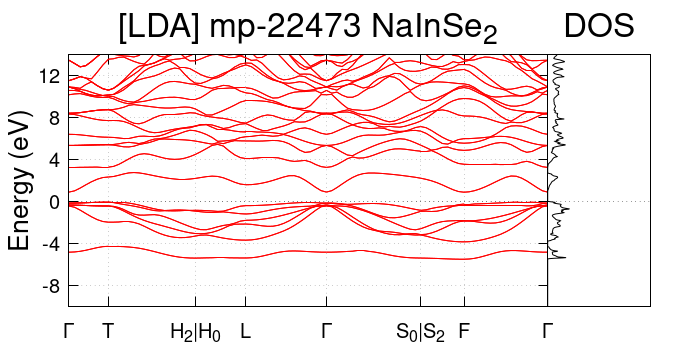 [LDA] mp-22473 NaInSe₂ DOS
Energy (eV)
12
8
4
0
-4
-8
Γ T H₂|H₀ L Γ S₀|S₂ F Γ